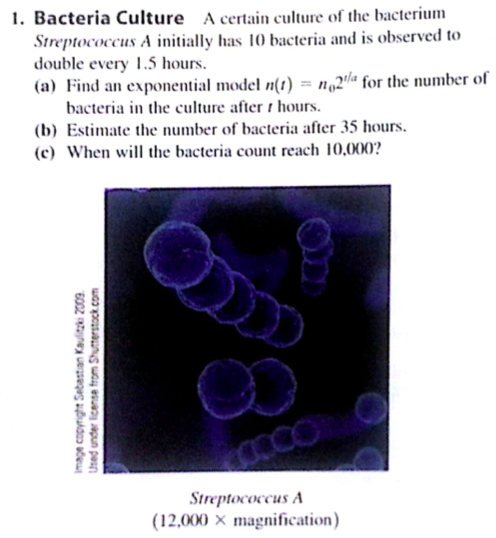 1. Bacteria Culture A certain culture of the bacterium
Streptococcus A initially has 10 bacteria and is observed to
double every 1.5 hours.
(a) Find an exponential model n(t) = n₀2^(t/a) for the number of
bacteria in the culture after t hours.
(b) Estimate the number of bacteria after 35 hours.
(c) When will the bacteria count reach 10,000?
Image copyright Sebastian Kaulitzki 2009.
Used under license from Shutterstock.com
Streptococcus A
(12,000 × magnification)